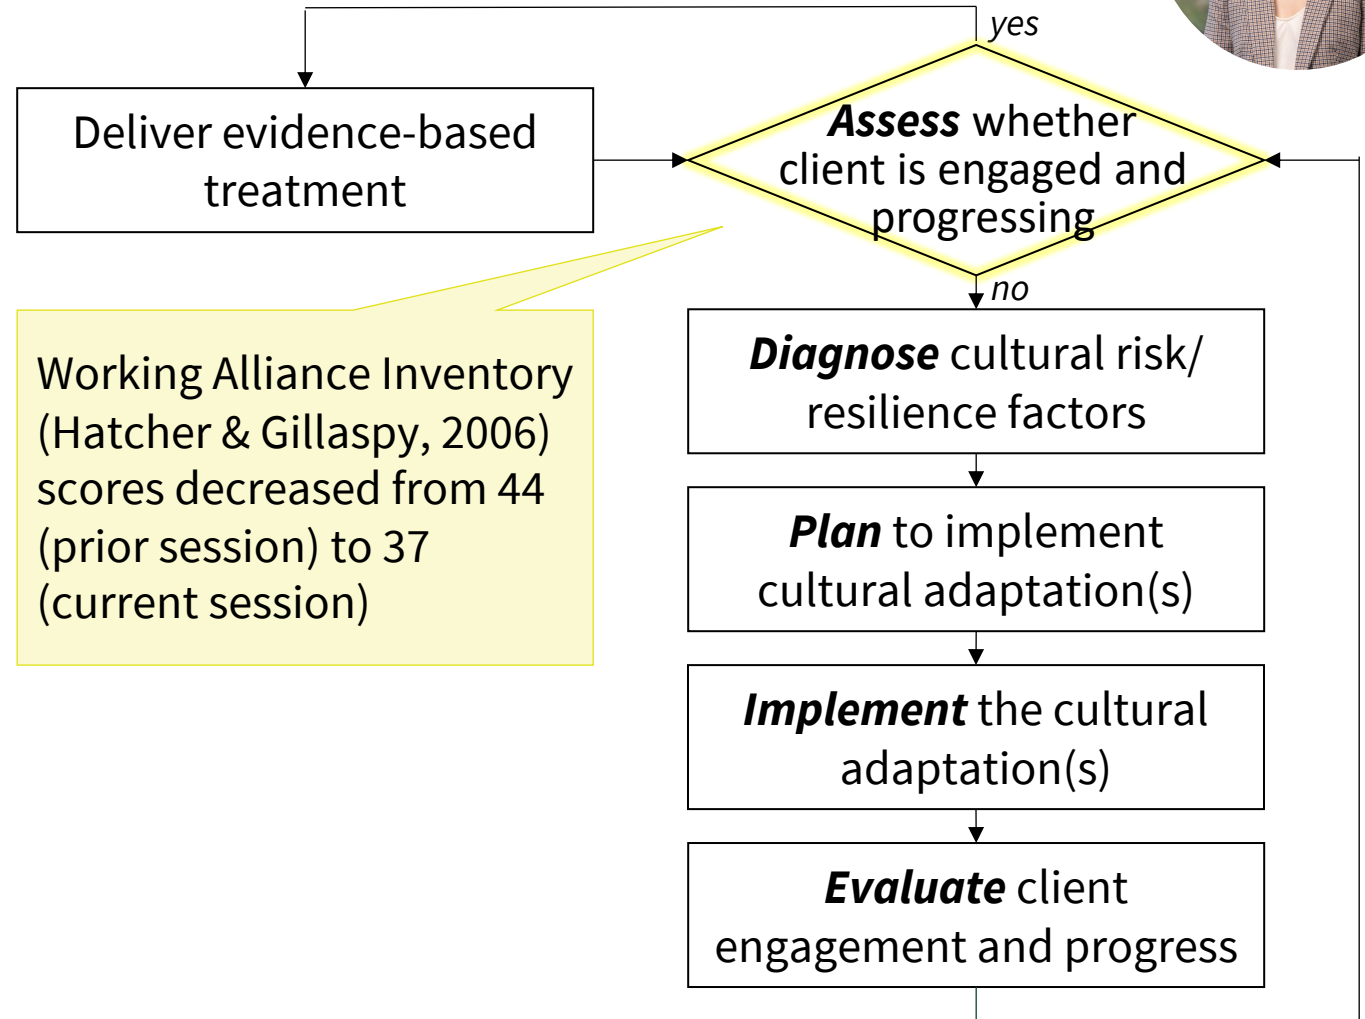 yes
Deliver evidence-based
treatment
Assess whether
client is engaged and
progressing
no
Working Alliance Inventory
(Hatcher & Gillaspy, 2006)
scores decreased from 44
(prior session) to 37
(current session)
Diagnose cultural risk/
resilience factors
Plan to implement
cultural adaptation(s)
Implement the cultural
adaptation(s)
Evaluate client
engagement and progress